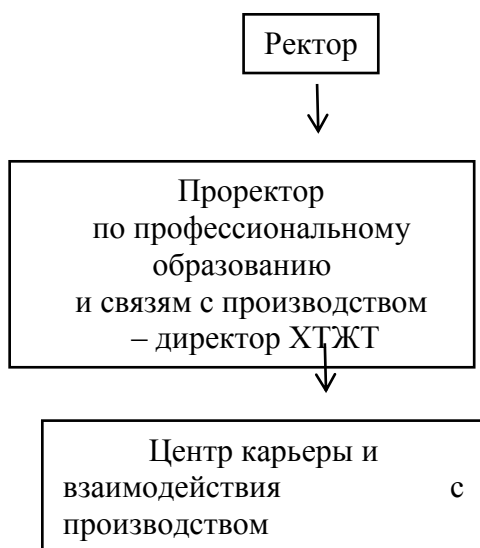 Ректор
Проректор
по профессиональному
образованию
и связям с производством
– директор ХТЖТ
Центр карьеры и
взаимодействия с
производством